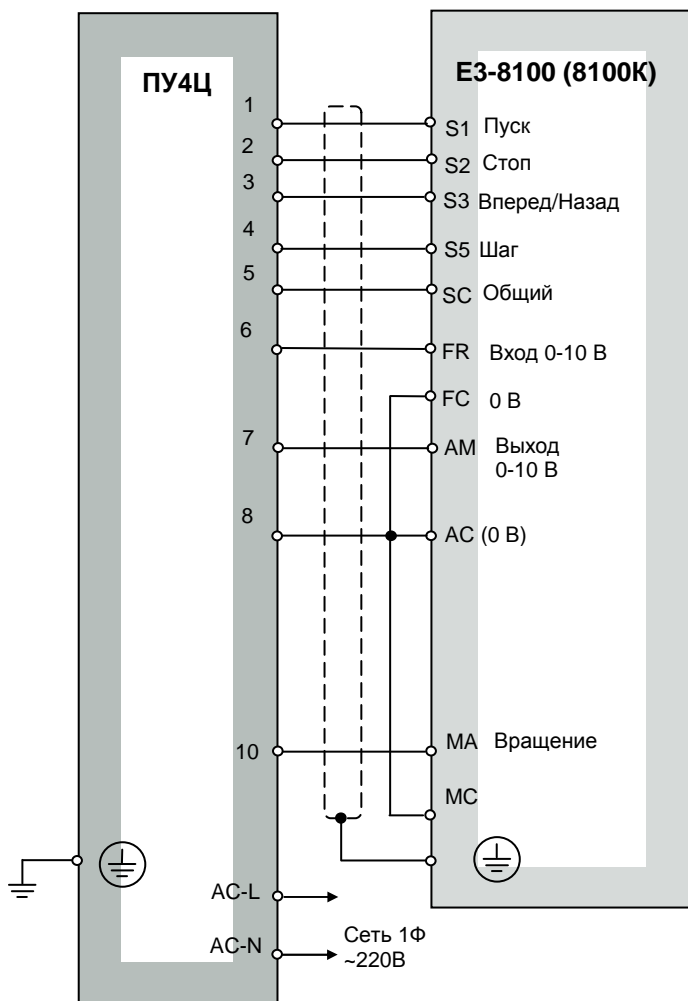 ПУ4Ц
Е3-8100 (8100К)
1
S1 Пуск
2
S2 Стоп
3
S3 Вперед/Назад
4
S5 Шаг
5
SC Общий
6
FR Вход 0-10 В
FC 0 В
7
AM Выход
0-10 В
8
AC (0 В)
10
MA Вращение
MC
AC-L
AC-N
Сеть 1Ф
~220В